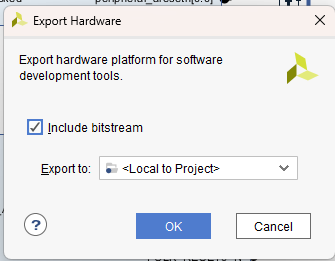 Export Hardware
Export hardware platform for software
development tools.
Include bitstream
Export to: <Local to Project>
?
OK
Cancel